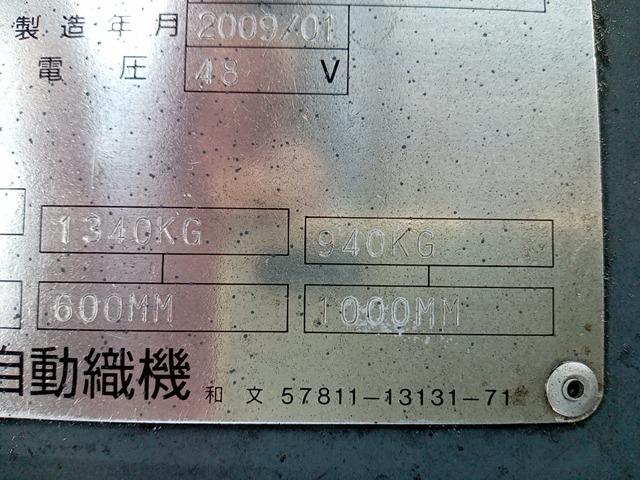 製造年月 2009/01
電圧 48 V
1340KG 940KG
600MM 1000MM
自動織機 和文 57811-13131-71